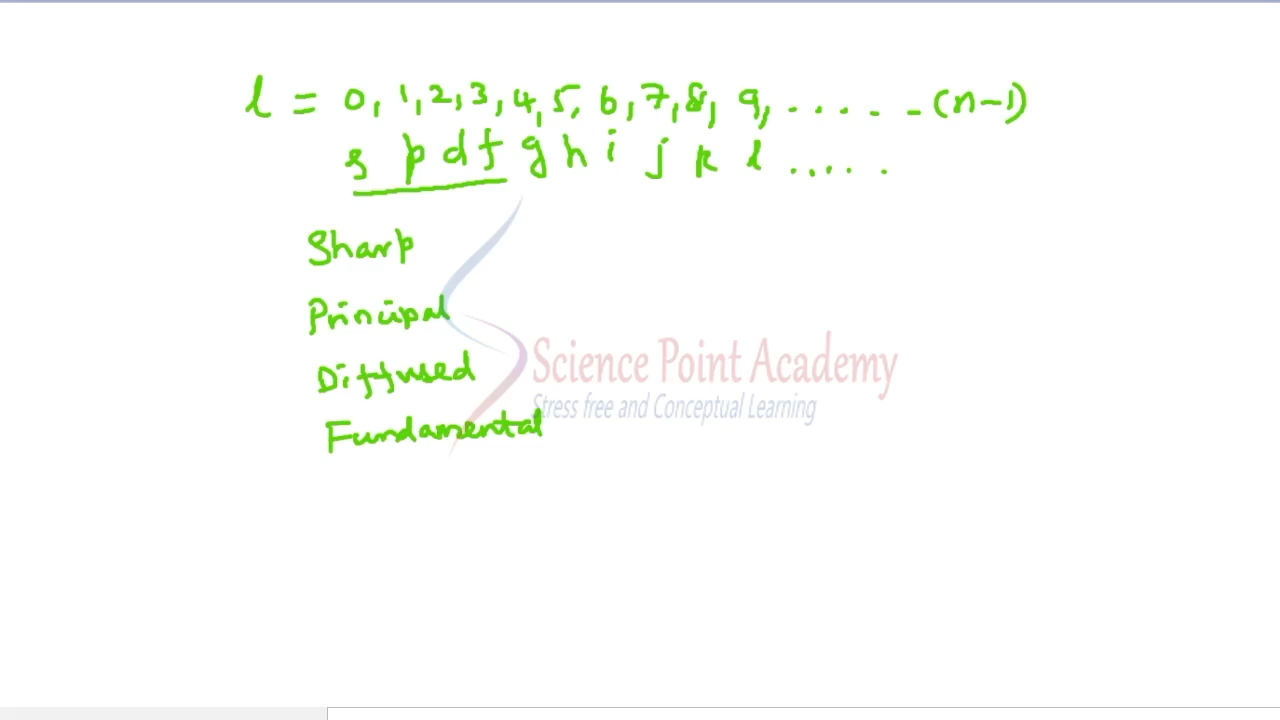 l = 0, 1, 2, 3, 4, 5, 6, 7, 8, 9, ..... -(n-1)
s p d f g h i j k l .....
Sharp
Principal
Diffused
Fundamental
Science Point Academy
Stress free and Conceptual Learning